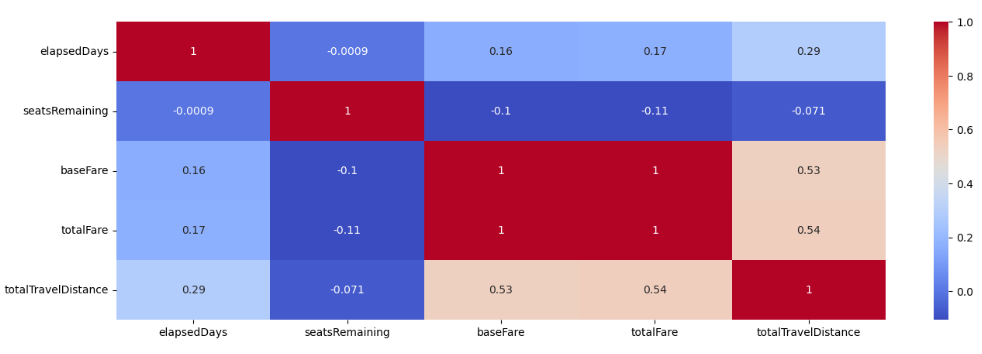 elapsedDays 1 -0.0009 0.16 0.17 0.29
seatsRemaining -0.0009 1 -0.1 -0.11 -0.071
baseFare 0.16 -0.1 1 1 0.53
totalFare 0.17 -0.11 1 1 0.54
totalTravelDistance 0.29 -0.071 0.53 0.54 1
elapsedDays seatsRemaining baseFare totalFare totalTravelDistance
1.0
0.8
0.6
0.4
0.2
0.0